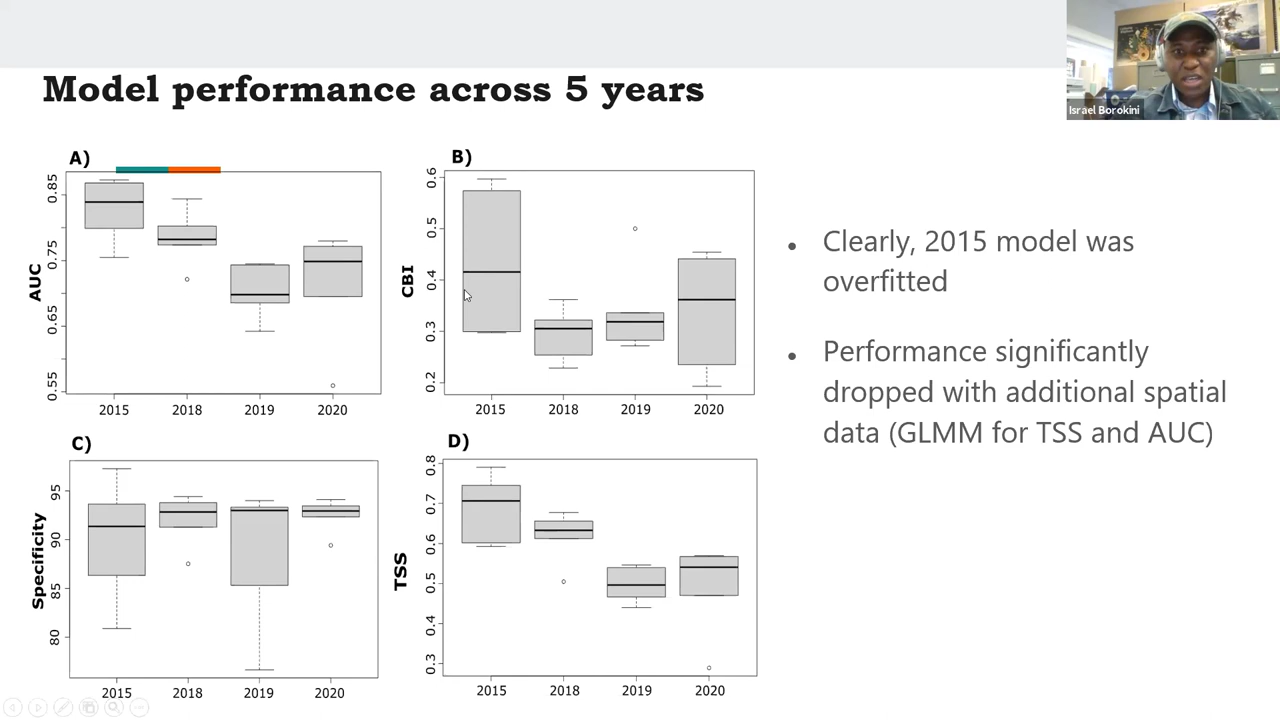 Model performance across 5 years
Israel Borokini
A)
0.85
0.75
0.65
0.55
AUC
2015
2018
2019
2020
B)
0.6
0.5
0.4
0.3
0.2
CBI
2015
2018
2019
2020
C)
95
90
85
80
Specificity
2015
2018
2019
2020
D)
0.8
0.7
0.6
0.5
0.4
0.3
TSS
2015
2018
2019
2020
• Clearly, 2015 model was
overfitted
• Performance significantly
dropped with additional spatial
data (GLMM for TSS and AUC)